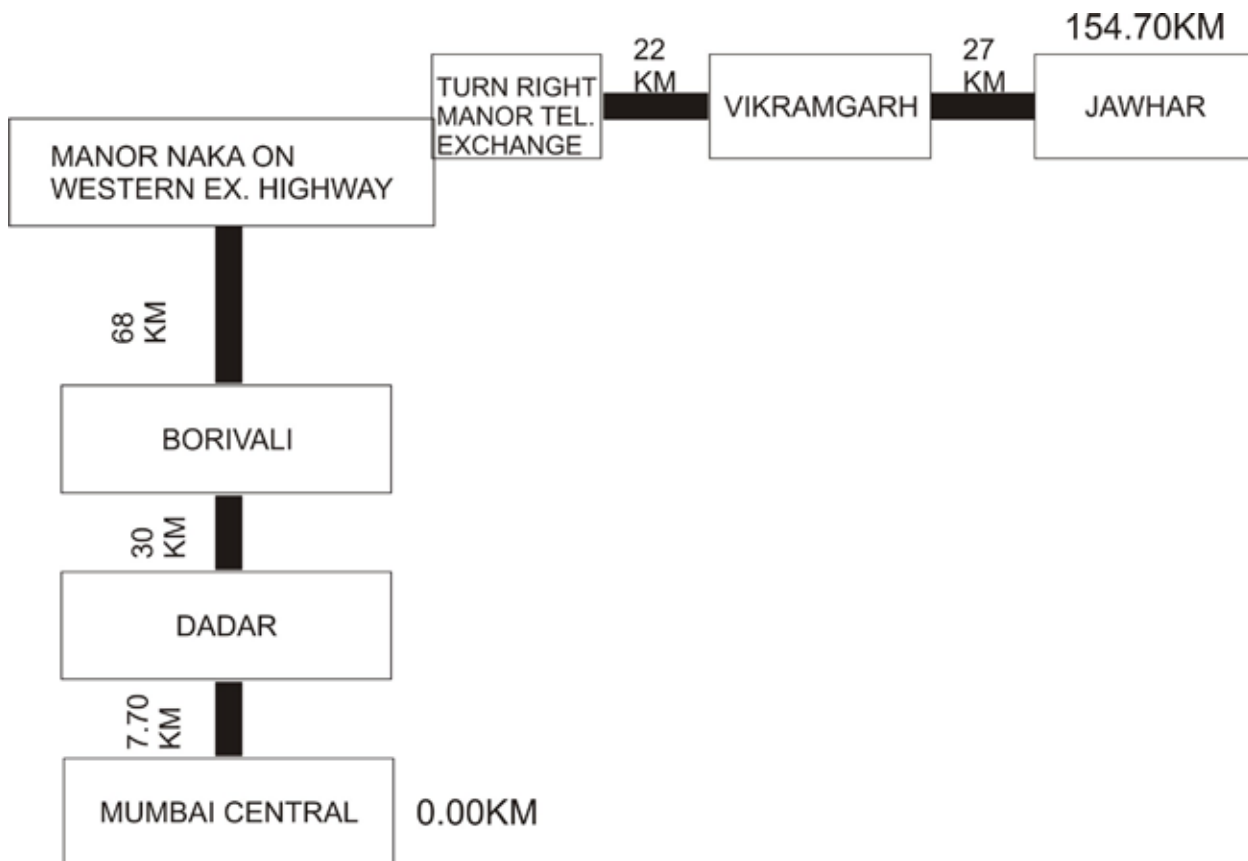 154.70KM
22
KM
27
KM
TURN RIGHT
MANOR TEL.
EXCHANGE
VIKRAMGARH
JAWHAR
MANOR NAKA ON
WESTERN EX. HIGHWAY
68
KM
BORIVALI
30
KM
DADAR
7.70
KM
MUMBAI CENTRAL
0.00KM